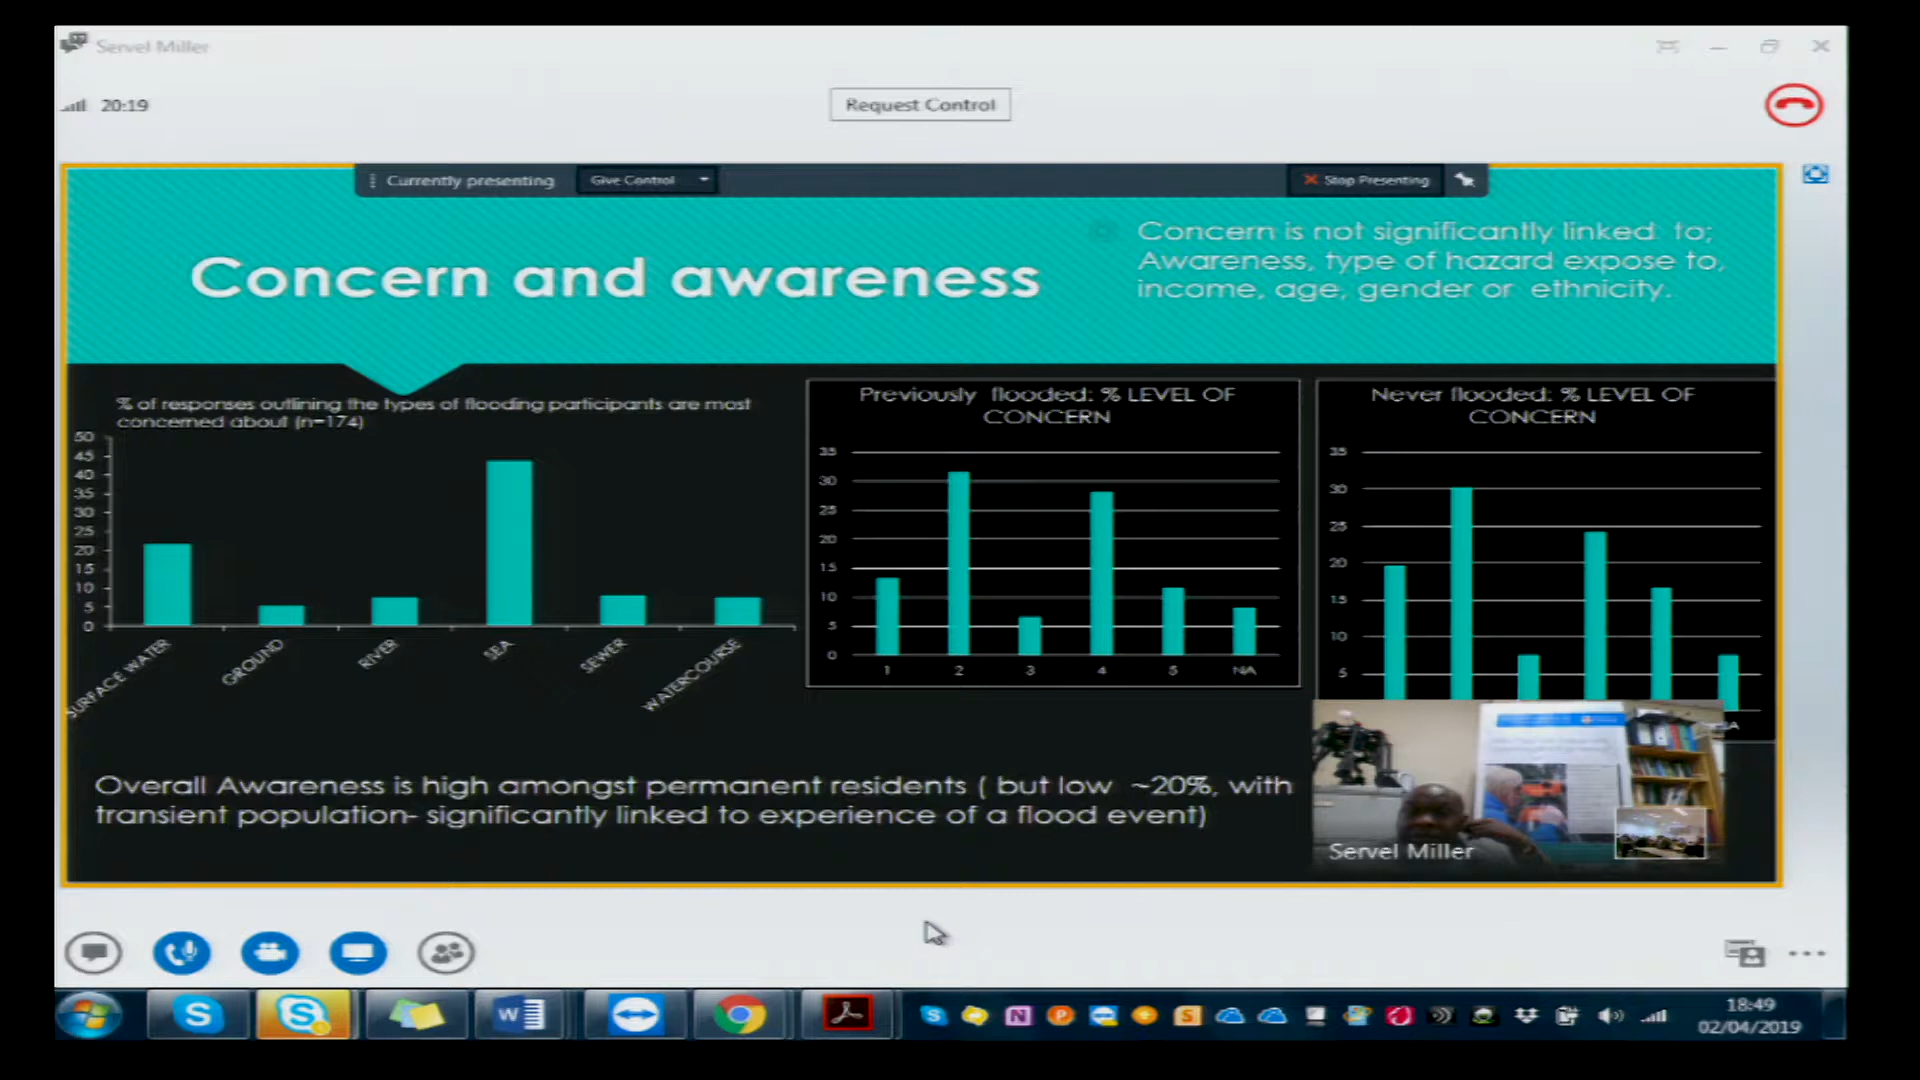 Servel Miller
20:19
Request Control
Currently presenting
Give Control
Stop Presenting
Concern and awareness
Concern is not significantly linked to;
Awareness, type of hazard expose to,
income, age, gender or ethnicity.
% of responses outlining the types of flooding participants are most
concerned about (n=174)
50
45
40
35
30
25
20
15
10
5
0
SURFACE WATER
GROUND
RIVER
SEA
SEWER
WATERCOURSE
Previously flooded: % LEVEL OF
CONCERN
35
30
25
20
15
10
5
0
1 2 3 4 5 NA
Never flooded: % LEVEL OF
CONCERN
35
30
25
20
15
10
5
Overall Awareness is high amongst permanent residents ( but low ~20%, with
transient population- significantly linked to experience of a flood event)
Servel Miller
18:49
02/04/2019